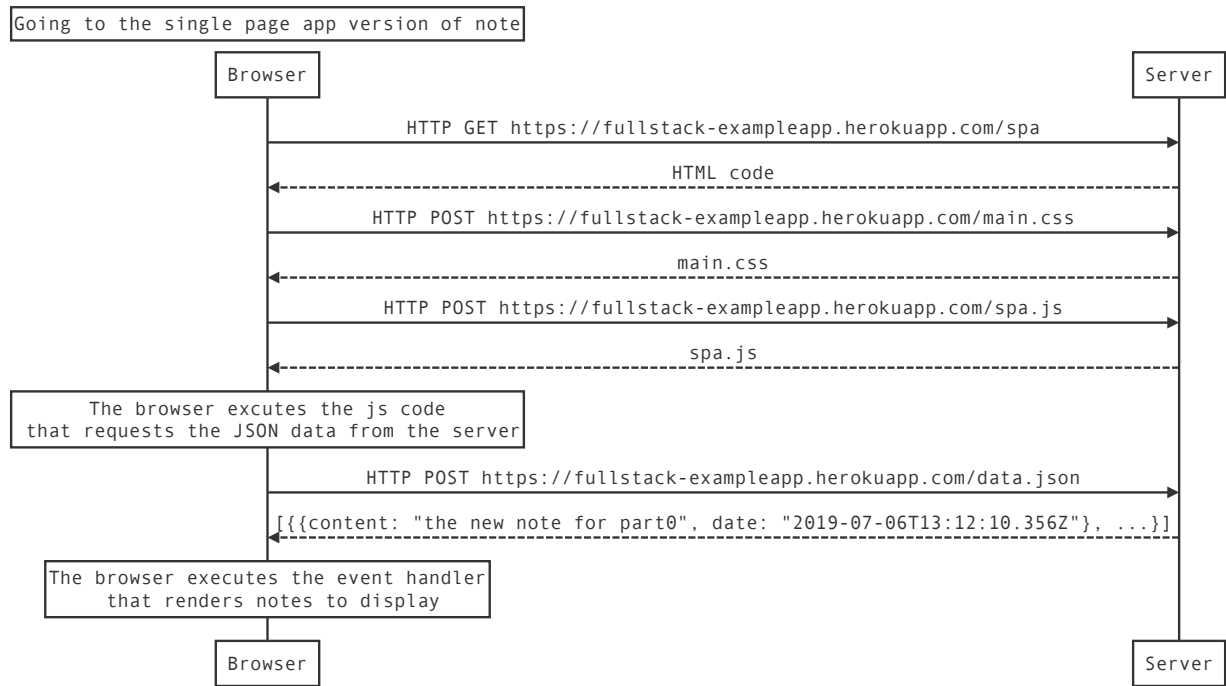 Going to the single page app version of note
Browser
Server
HTTP GET https://fullstack-exampleapp.herokuapp.com/spa
HTML code
HTTP POST https://fullstack-exampleapp.herokuapp.com/main.css
main.css
HTTP POST https://fullstack-exampleapp.herokuapp.com/spa.js
spa.js
The browser excutes the js code
that requests the JSON data from the server
HTTP POST https://fullstack-exampleapp.herokuapp.com/data.json
[{{content: "the new note for part0", date: "2019-07-06T13:12:10.356Z"}, ...}]
The browser executes the event handler
that renders notes to display
Browser
Server